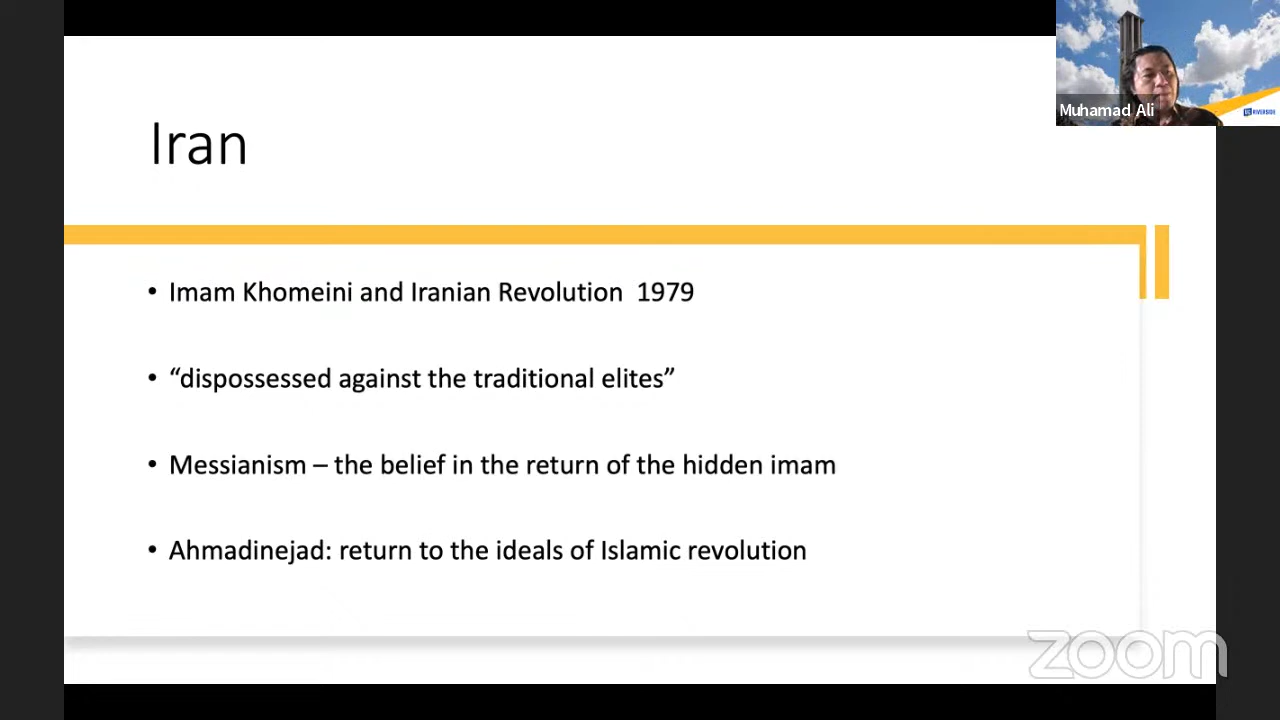 Muhamad Ali
RIVERSIDE
Iran
• Imam Khomeini and Iranian Revolution 1979
• “dispossessed against the traditional elites”
• Messianism – the belief in the return of the hidden imam
• Ahmadinejad: return to the ideals of Islamic revolution
zoom